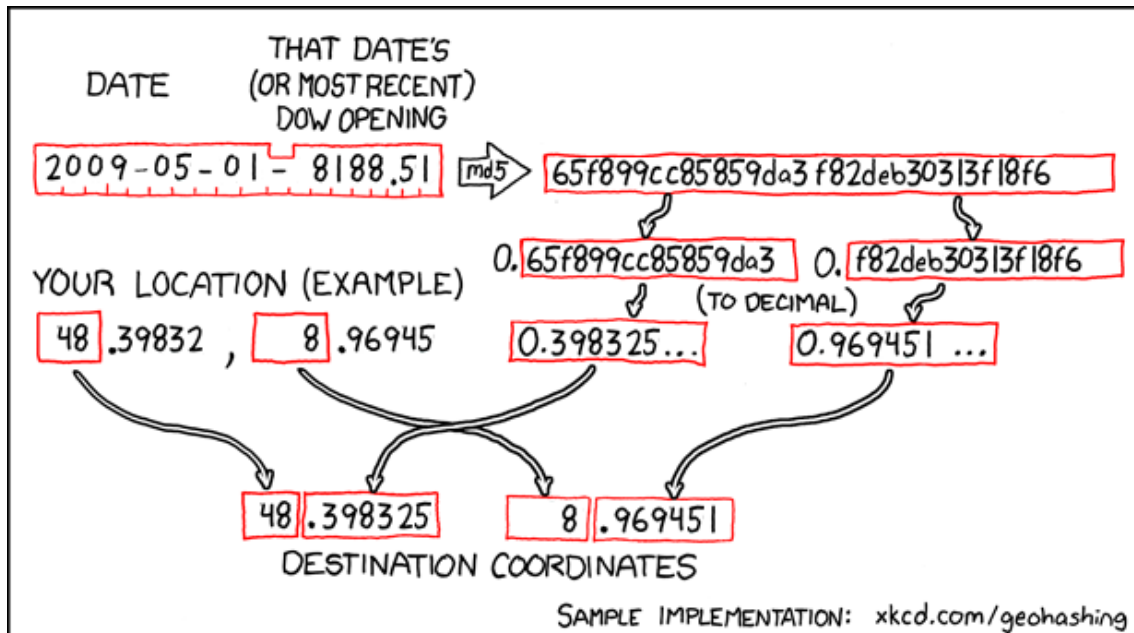 DATE
THAT DATE'S
(OR MOST RECENT)
DOW OPENING
2009-05-01-8188.51
md5
65f899cc85859da3f82deb30313f18f6
0.65f899cc85859da3
0.f82deb30313f18f6
YOUR LOCATION (EXAMPLE)
(TO DECIMAL)
48.39832, 8.96945
0.398325...
0.969451...
48.398325
8.969451
DESTINATION COORDINATES
SAMPLE IMPLEMENTATION: xkcd.com/geohashing